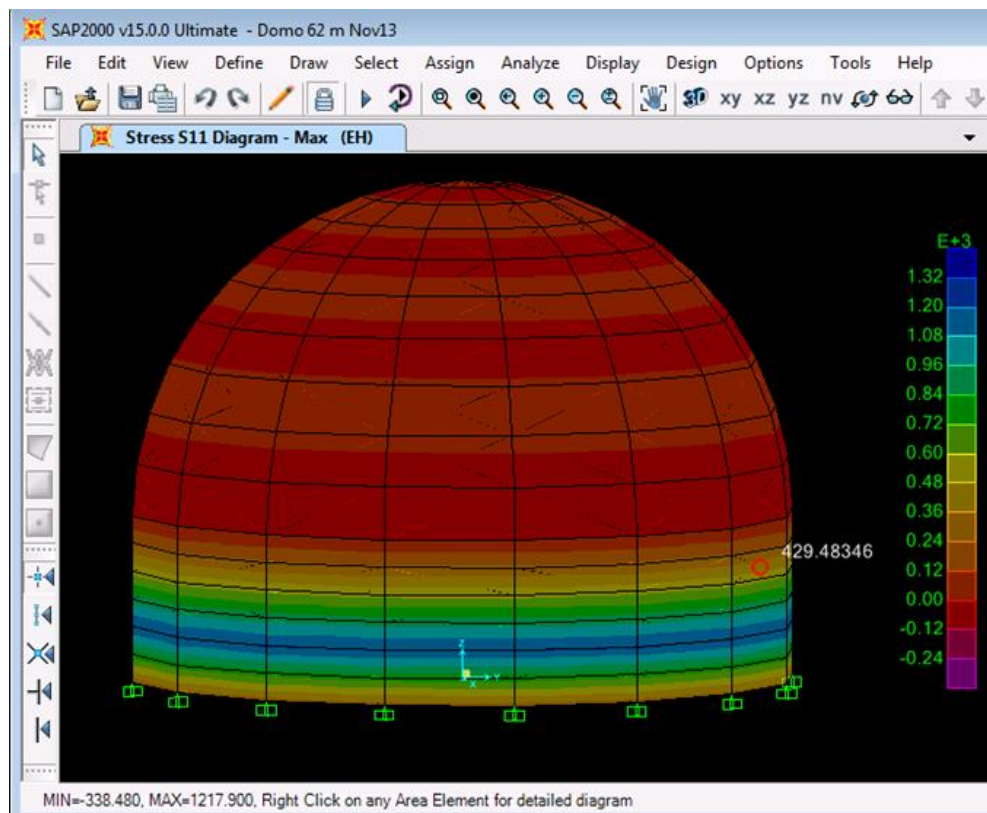 SAP2000 v15.0.0 Ultimate - Domo 62 m Nov13
File Edit View Define Draw Select Assign Analyze Display Design Options Tools Help
3D xy xz yz nv
Stress S11 Diagram - Max (EH)
E+3
1.32
1.20
1.08
0.96
0.84
0.72
0.60
0.48
0.36
0.24
0.12
0.00
-0.12
-0.24
429.48346
Z
X
Y
MIN=-338.480, MAX=1217.900, Right Click on any Area Element for detailed diagram